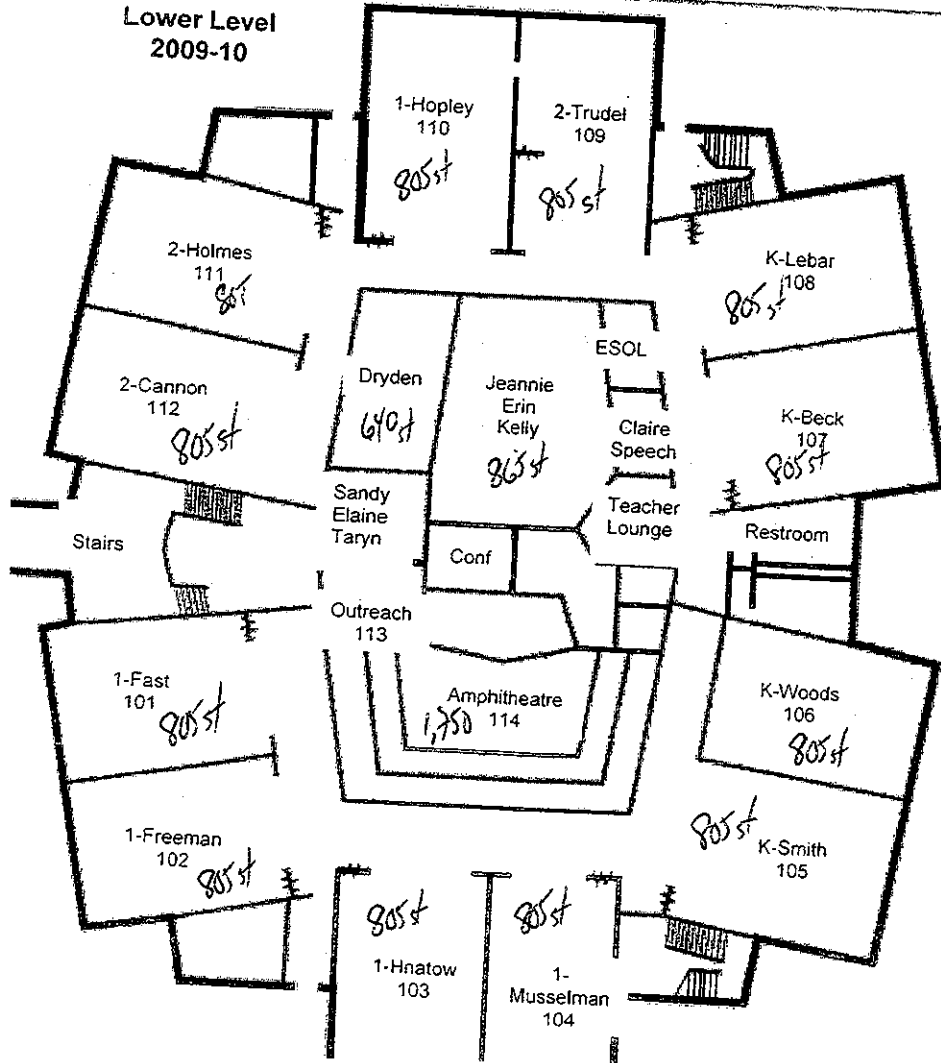 Lower Level
2009-10
1-Hopley
110
805 sf
2-Trudel
109
805 sf
2-Holmes
111
805
K-Lebar
108
805 sf
2-Cannon
112
805 sf
Dryden
640 sf
Jeannie
Erin
Kelly
865 sf
ESOL
Claire
Speech
K-Beck
107
805 sf
Sandy
Elaine
Taryn
Teacher
Lounge
Restroom
Stairs
Conf
Outreach
113
1-Fast
101
805 sf
Amphitheatre
114
1,750
K-Woods
106
805 sf
1-Freeman
102
805 sf
805 sf
K-Smith
105
805 sf
1-Hnatow
103
805 sf
1-
Musselman
104